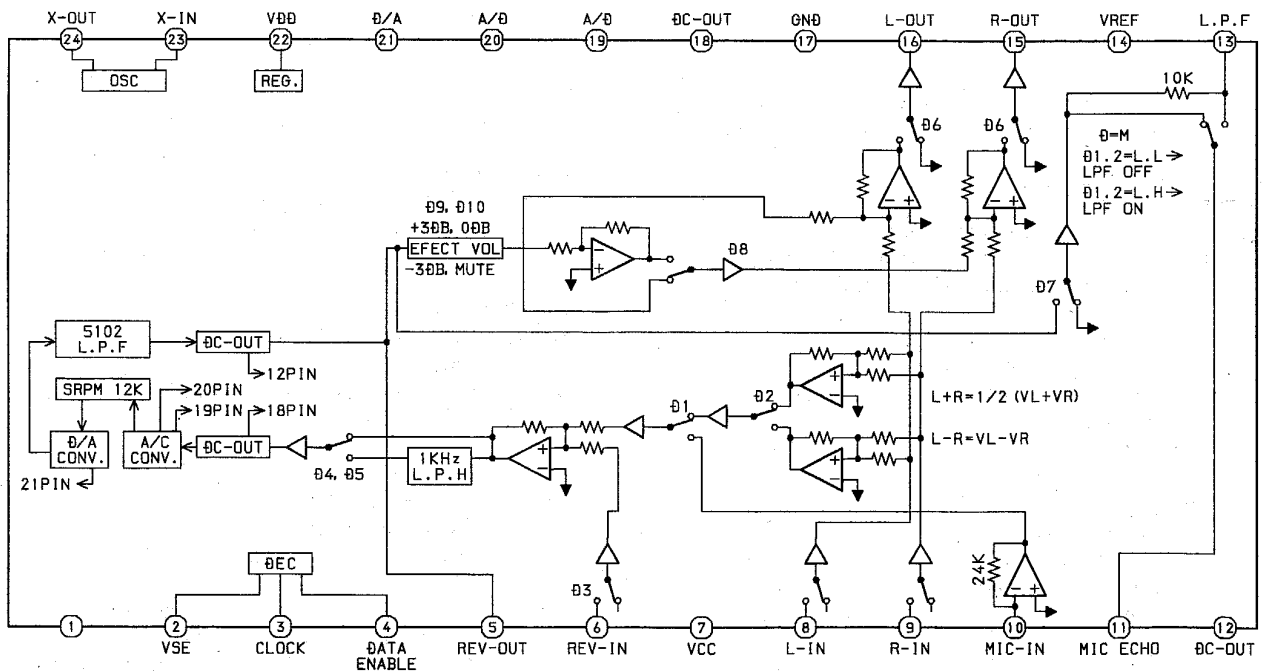 X-OUT X-IN VDD D/A A/D A/D DC-OUT GND L-OUT R-OUT VREF L.P.F
24 23 22 21 20 19 18 17 16 15 14 13
OSC REG.
10K
D6 D6
D=M
D1.2=L.L→
LPF OFF
D1.2=L.H→
LPF ON
D9, D10
+3DB, 0DB
EFECT VOL
-3DB, MUTE
D8
D7
5102
L.P.F
DC-OUT
→12PIN
SRPM 12K
→20PIN
→19PIN
→18PIN
D/A
CONV.
A/C
CONV.
DC-OUT
21PIN
D4, D5
1KHz
L.P.H
D1
D2
L+R=1/2 (VL+VR)
L-R=VL-VR
DEC
D3
24K
1 2 3 4 5 6 7 8 9 10 11 12
VSE CLOCK DATA
ENABLE
REV-OUT REV-IN VCC L-IN R-IN MIC-IN MIC ECHO DC-OUT